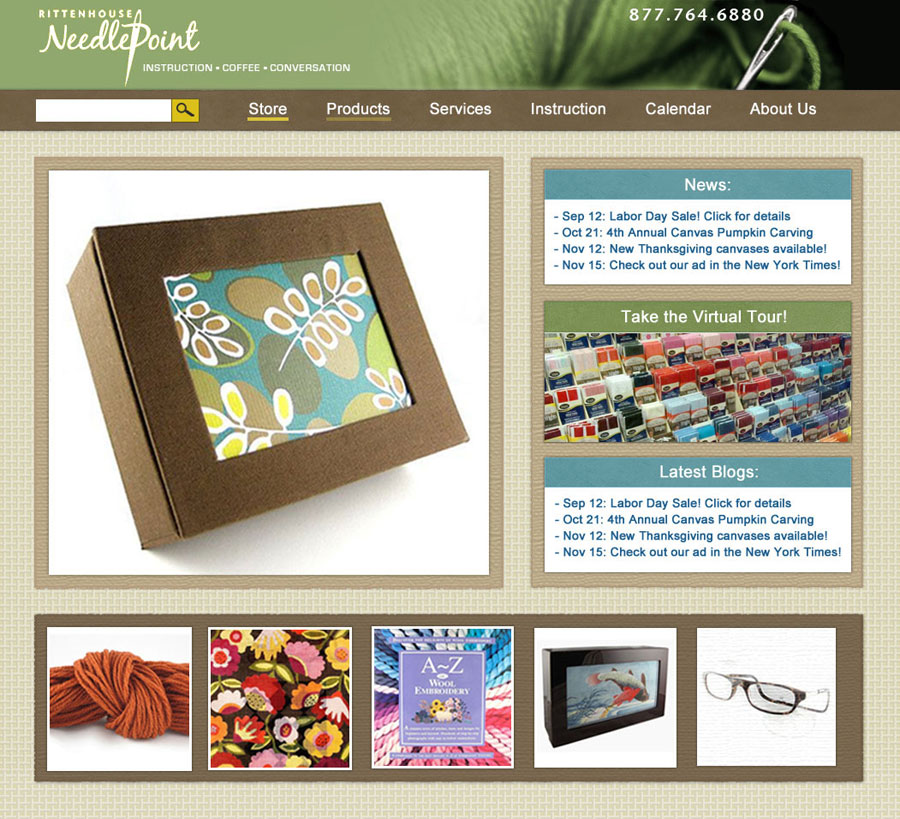 RITTENHOUSE
NeedlePoint
INSTRUCTION • COFFEE • CONVERSATION
877.764.6880
Store Products Services Instruction Calendar About Us
News:
- Sep 12: Labor Day Sale! Click for details
- Oct 21: 4th Annual Canvas Pumpkin Carving
- Nov 12: New Thanksgiving canvases available!
- Nov 15: Check out our ad in the New York Times!
Take the Virtual Tour!
Latest Blogs:
- Sep 12: Labor Day Sale! Click for details
- Oct 21: 4th Annual Canvas Pumpkin Carving
- Nov 12: New Thanksgiving canvases available!
- Nov 15: Check out our ad in the New York Times!
A~Z
of
WOOL
EMBROIDERY